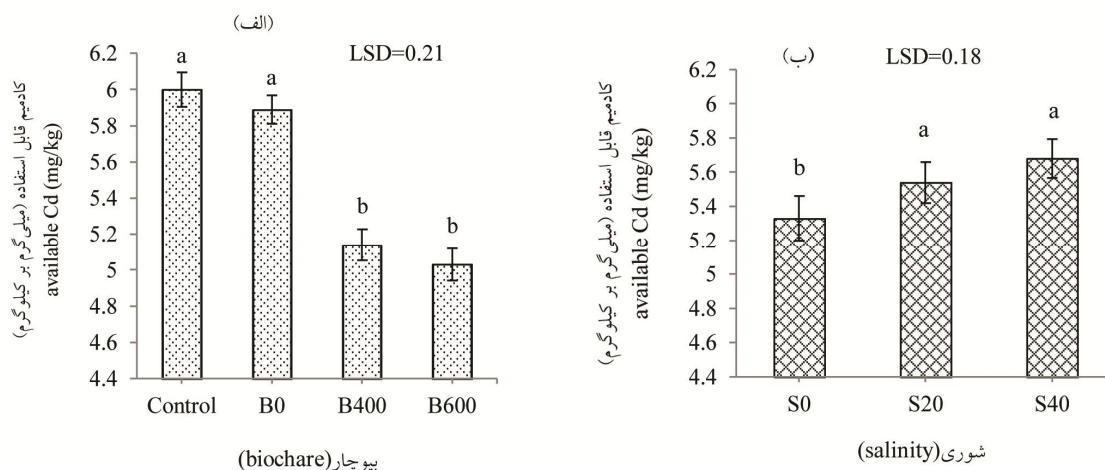 (الف)
LSD=0.21
کادمیم قابل استفاده (میلی گرم بر کیلوگرم)
available Cd (mg/kg)
6.2
6
5.8
5.6
5.4
5.2
5
4.8
4.6
4.4
a
a
b
b
Control B0 B400 B600
بیوچار(biochare)
(ب)
LSD=0.18
کادمیم قابل استفاده (میلی گرم بر کیلوگرم)
available Cd (mg/kg)
6.2
6
5.8
5.6
5.4
5.2
5
4.8
4.6
4.4
b
a
a
S0 S20 S40
شوری(salinity)